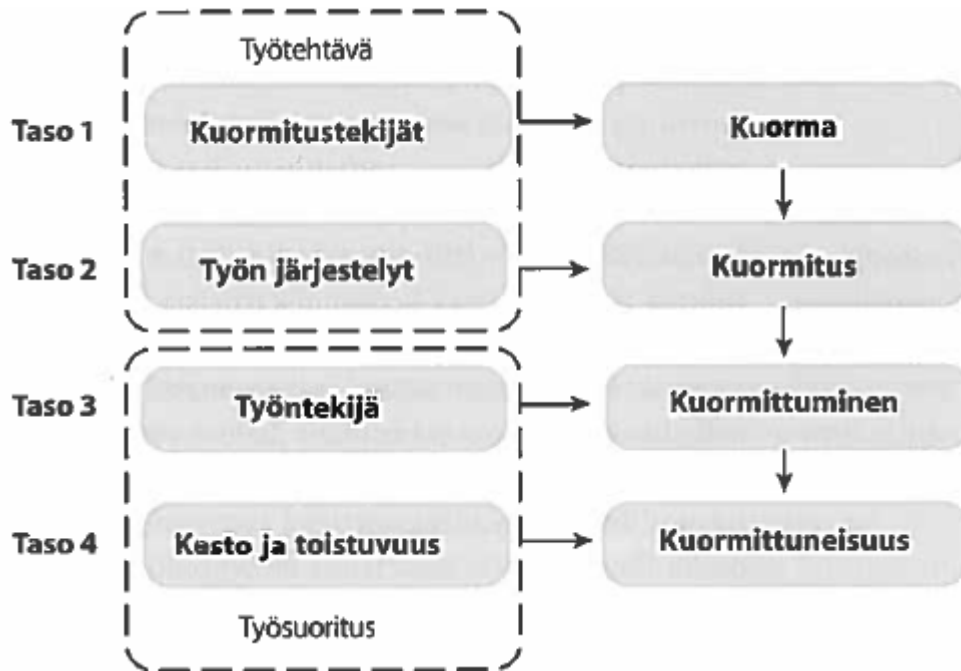 Työtehtävä
Taso 1 Kuormitustekijät Kuorma
Taso 2 Työn järjestelyt Kuormitus
Taso 3 Työntekijä Kuormittuminen
Taso 4 Kesto ja toistuvuus Kuormittuneisuus
Työsuoritus